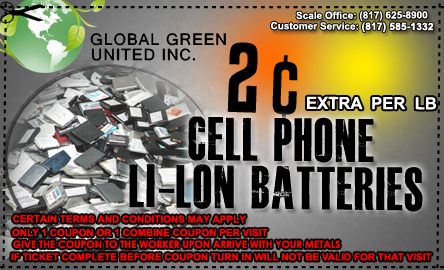 Scale Office: (817) 625-8900
Customer Service: (817) 585-1332
GLOBAL GREEN
UNITED INC.
2¢
EXTRA PER LB
CELL PHONE
LI-LON BATTERIES
CERTAIN TERMS AND CONDITIONS MAY APPLY
ONLY 1 COUPON OR 1 COMBINE COUPON PER VISIT
GIVE THE COUPON TO THE WORKER UPON ARRIVE WITH YOUR METALS
IF TICKET COMPLETE BEFORE COUPON TURN IN WILL NOT BE VALID FOR THAT VISIT